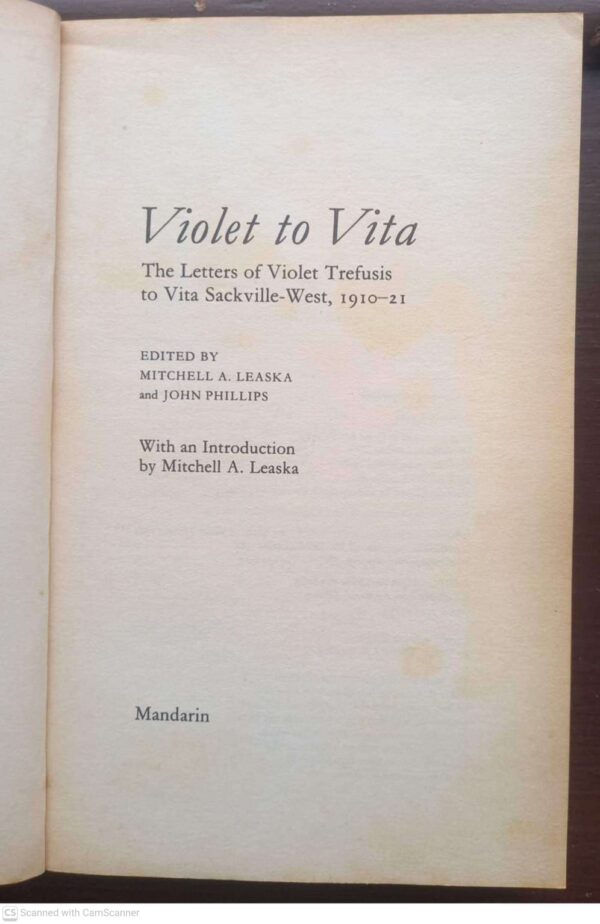 Violet to Vita
The Letters of Violet Trefusis
to Vita Sackville-West, 1910–21
EDITED BY
MITCHELL A. LEASKA
and JOHN PHILLIPS
With an Introduction
by Mitchell A. Leaska
Mandarin
CS Scanned with CamScanner